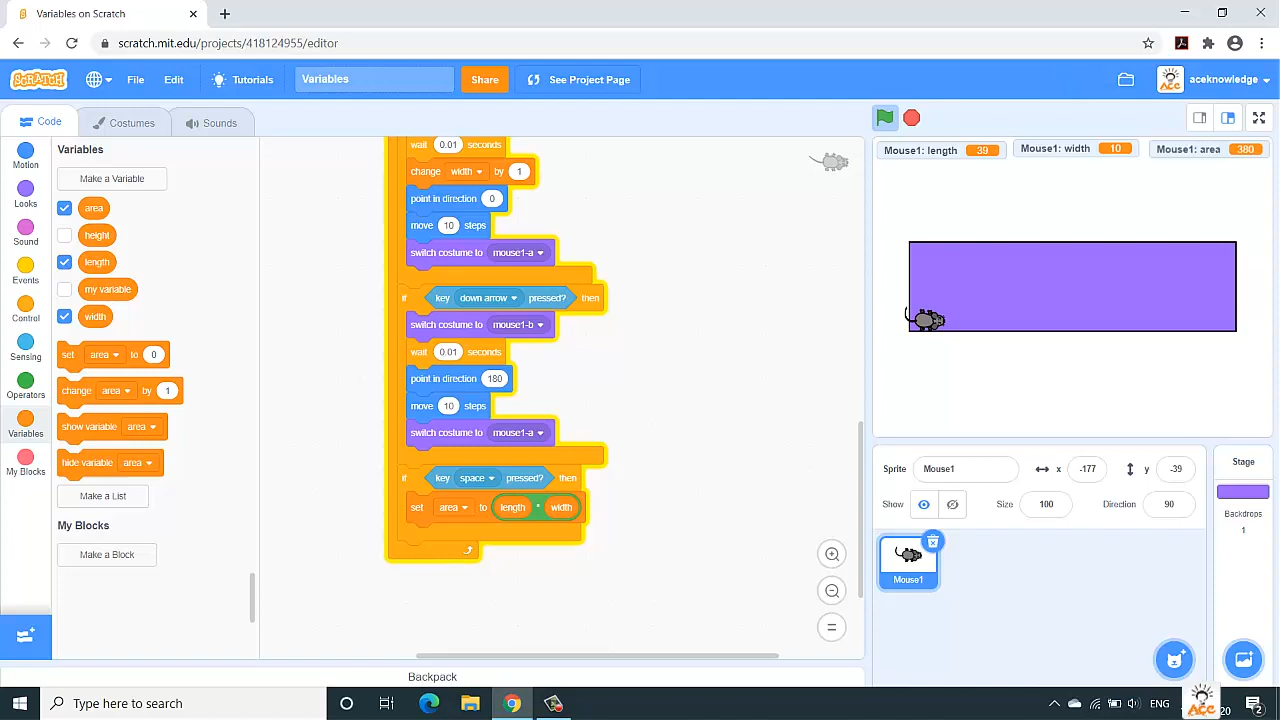 Variables on Scratch
scratch.mit.edu/projects/418124955/editor
SCRATCH
File
Edit
Tutorials
Variables
Share
See Project Page
aceknowledge
Code
Costumes
Sounds
Motion
Looks
Sound
Events
Control
Sensing
Operators
Variables
My Blocks
Variables
Make a Variable
area
height
length
my variable
width
set area to 0
change area by 1
show variable area
hide variable area
Make a List
My Blocks
Make a Block
wait 0.01 seconds
change width by 1
point in direction 0
move 10 steps
switch costume to mouse1-a
if key down arrow pressed? then
switch costume to mouse1-b
wait 0.01 seconds
point in direction 180
move 10 steps
switch costume to mouse1-a
if key space pressed? then
set area to length * width
Backpack
Mouse1: length 39
Mouse1: width 10
Mouse1: area 380
Sprite Mouse1 x -177 y -39
Show Size 100 Direction 90
Mouse1
Stage
Backdrops
1
Type here to search
ENG
ACC
20
2